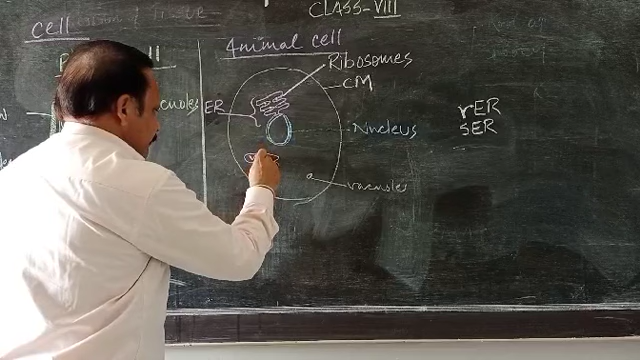 CLASS-VIII
cell
Animal cell
Ribosomes
CM
ER
Nucleus
vacuoles
rER
SER